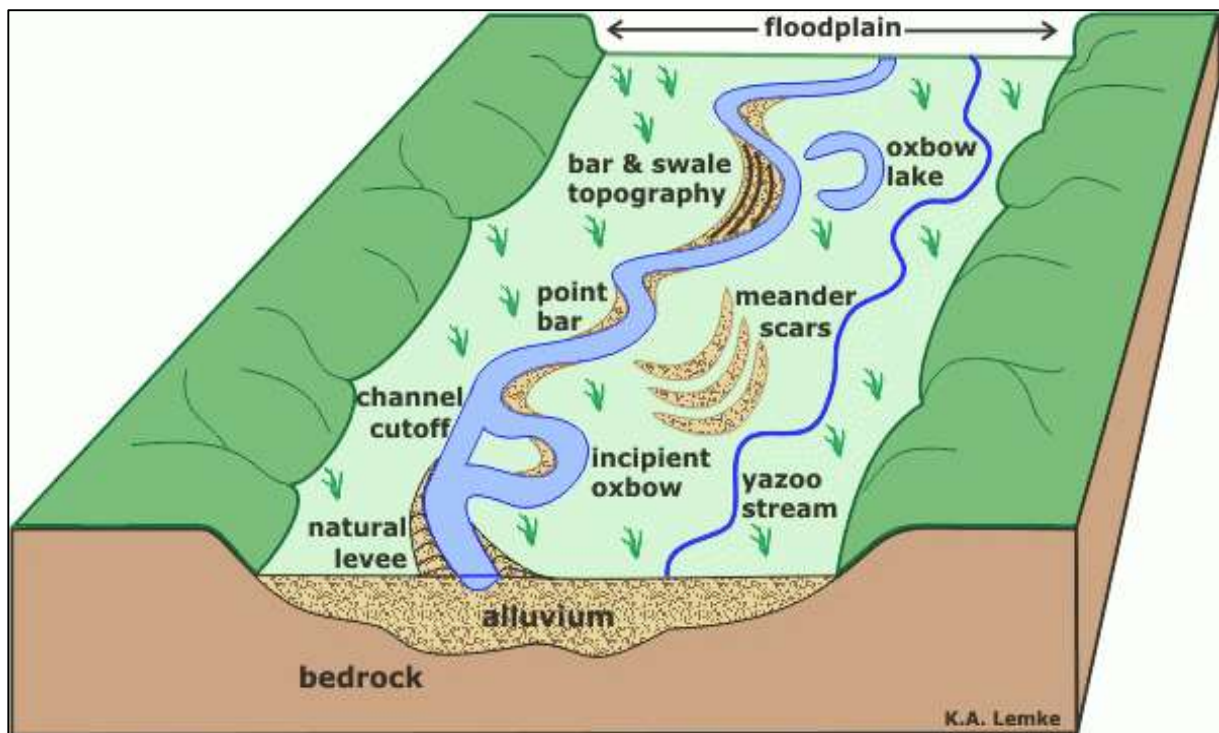 floodplain
bar & swale
topography
oxbow
lake
point
bar
meander
scars
channel
cutoff
incipient
oxbow
yazoo
stream
natural
levee
alluvium
bedrock
K.A. Lemke